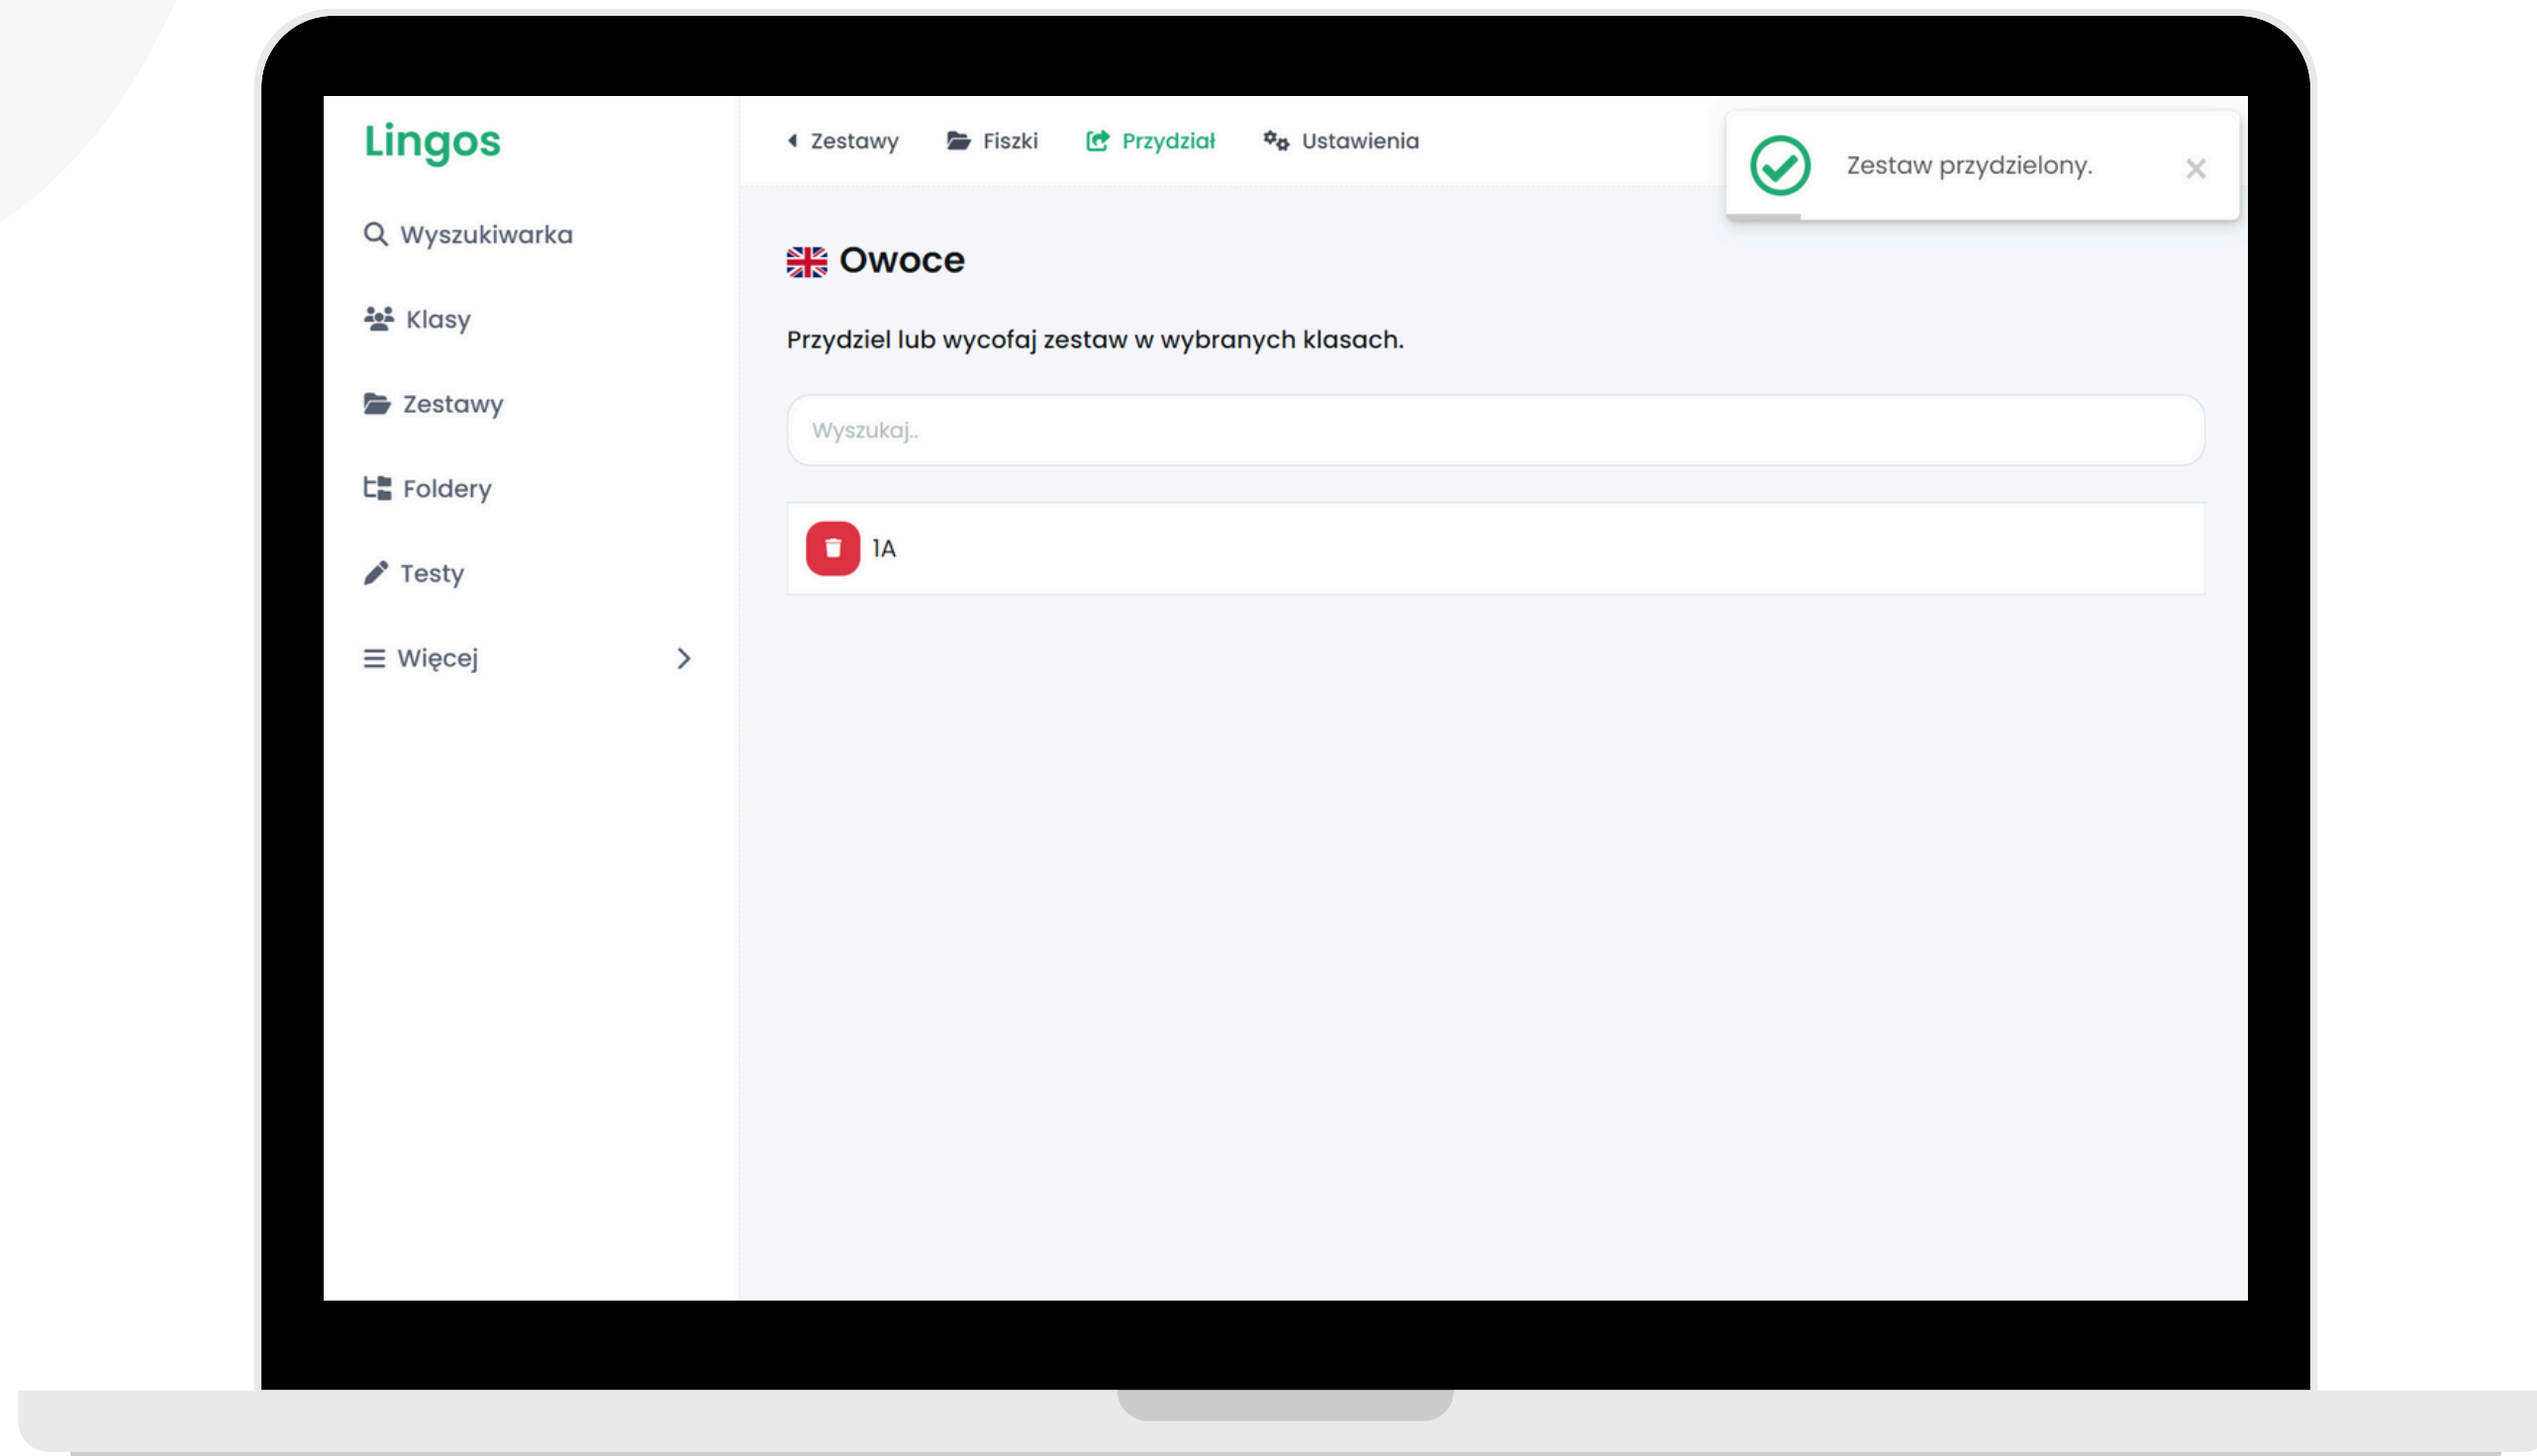 Lingos
Wyszukiwarka
Klasy
Zestawy
Foldery
Testy
Więcej
Zestawy Fiszki Przydział Ustawienia
Zestaw przydzielony.
Owoce
Przydziel lub wycofaj zestaw w wybranych klasach.
Wyszukaj..
1A